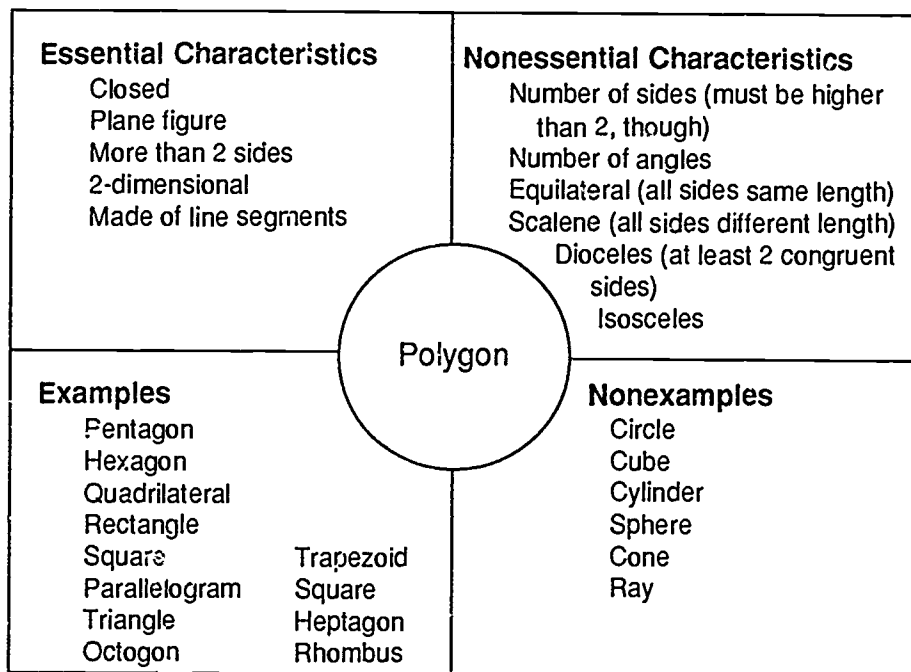 Essential Characteristics
Closed
Plane figure
More than 2 sides
2-dimensional
Made of line segments
Nonessential Characteristics
Number of sides (must be higher
than 2, though)
Number of angles
Equilateral (all sides same length)
Scalene (all sides different length)
Dioceles (at least 2 congruent
sides)
Isosceles
Polygon
Examples
Pentagon
Hexagon
Quadrilateral
Rectangle
Square
Parallelogram
Triangle
Octogon
Trapezoid
Square
Heptagon
Rhombus
Nonexamples
Circle
Cube
Cylinder
Sphere
Cone
Ray